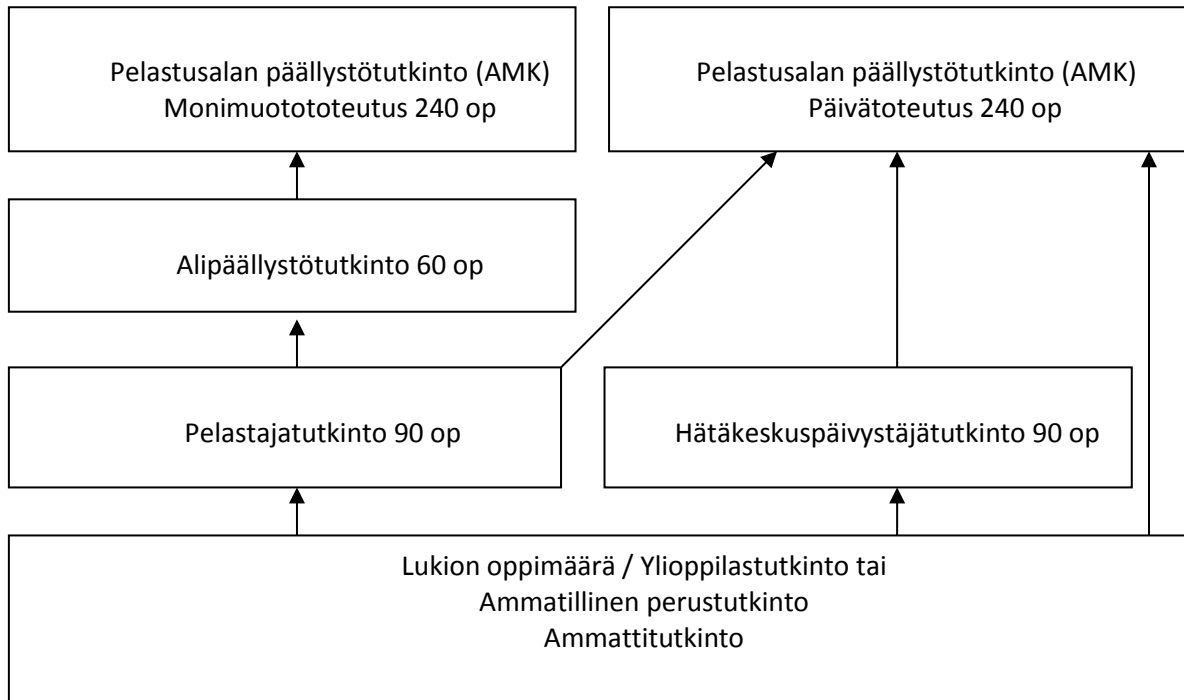 Pelastusalan päällystötutkinto (AMK)
Monimuotototeutus 240 op
Pelastusalan päällystötutkinto (AMK)
Päivätoteutus 240 op
Alipäällystötutkinto 60 op
Pelastajatutkinto 90 op
Hätäkeskuspäivystäjätutkinto 90 op
Lukion oppimäärä / Ylioppilastutkinto tai
Ammatillinen perustutkinto
Ammattitutkinto